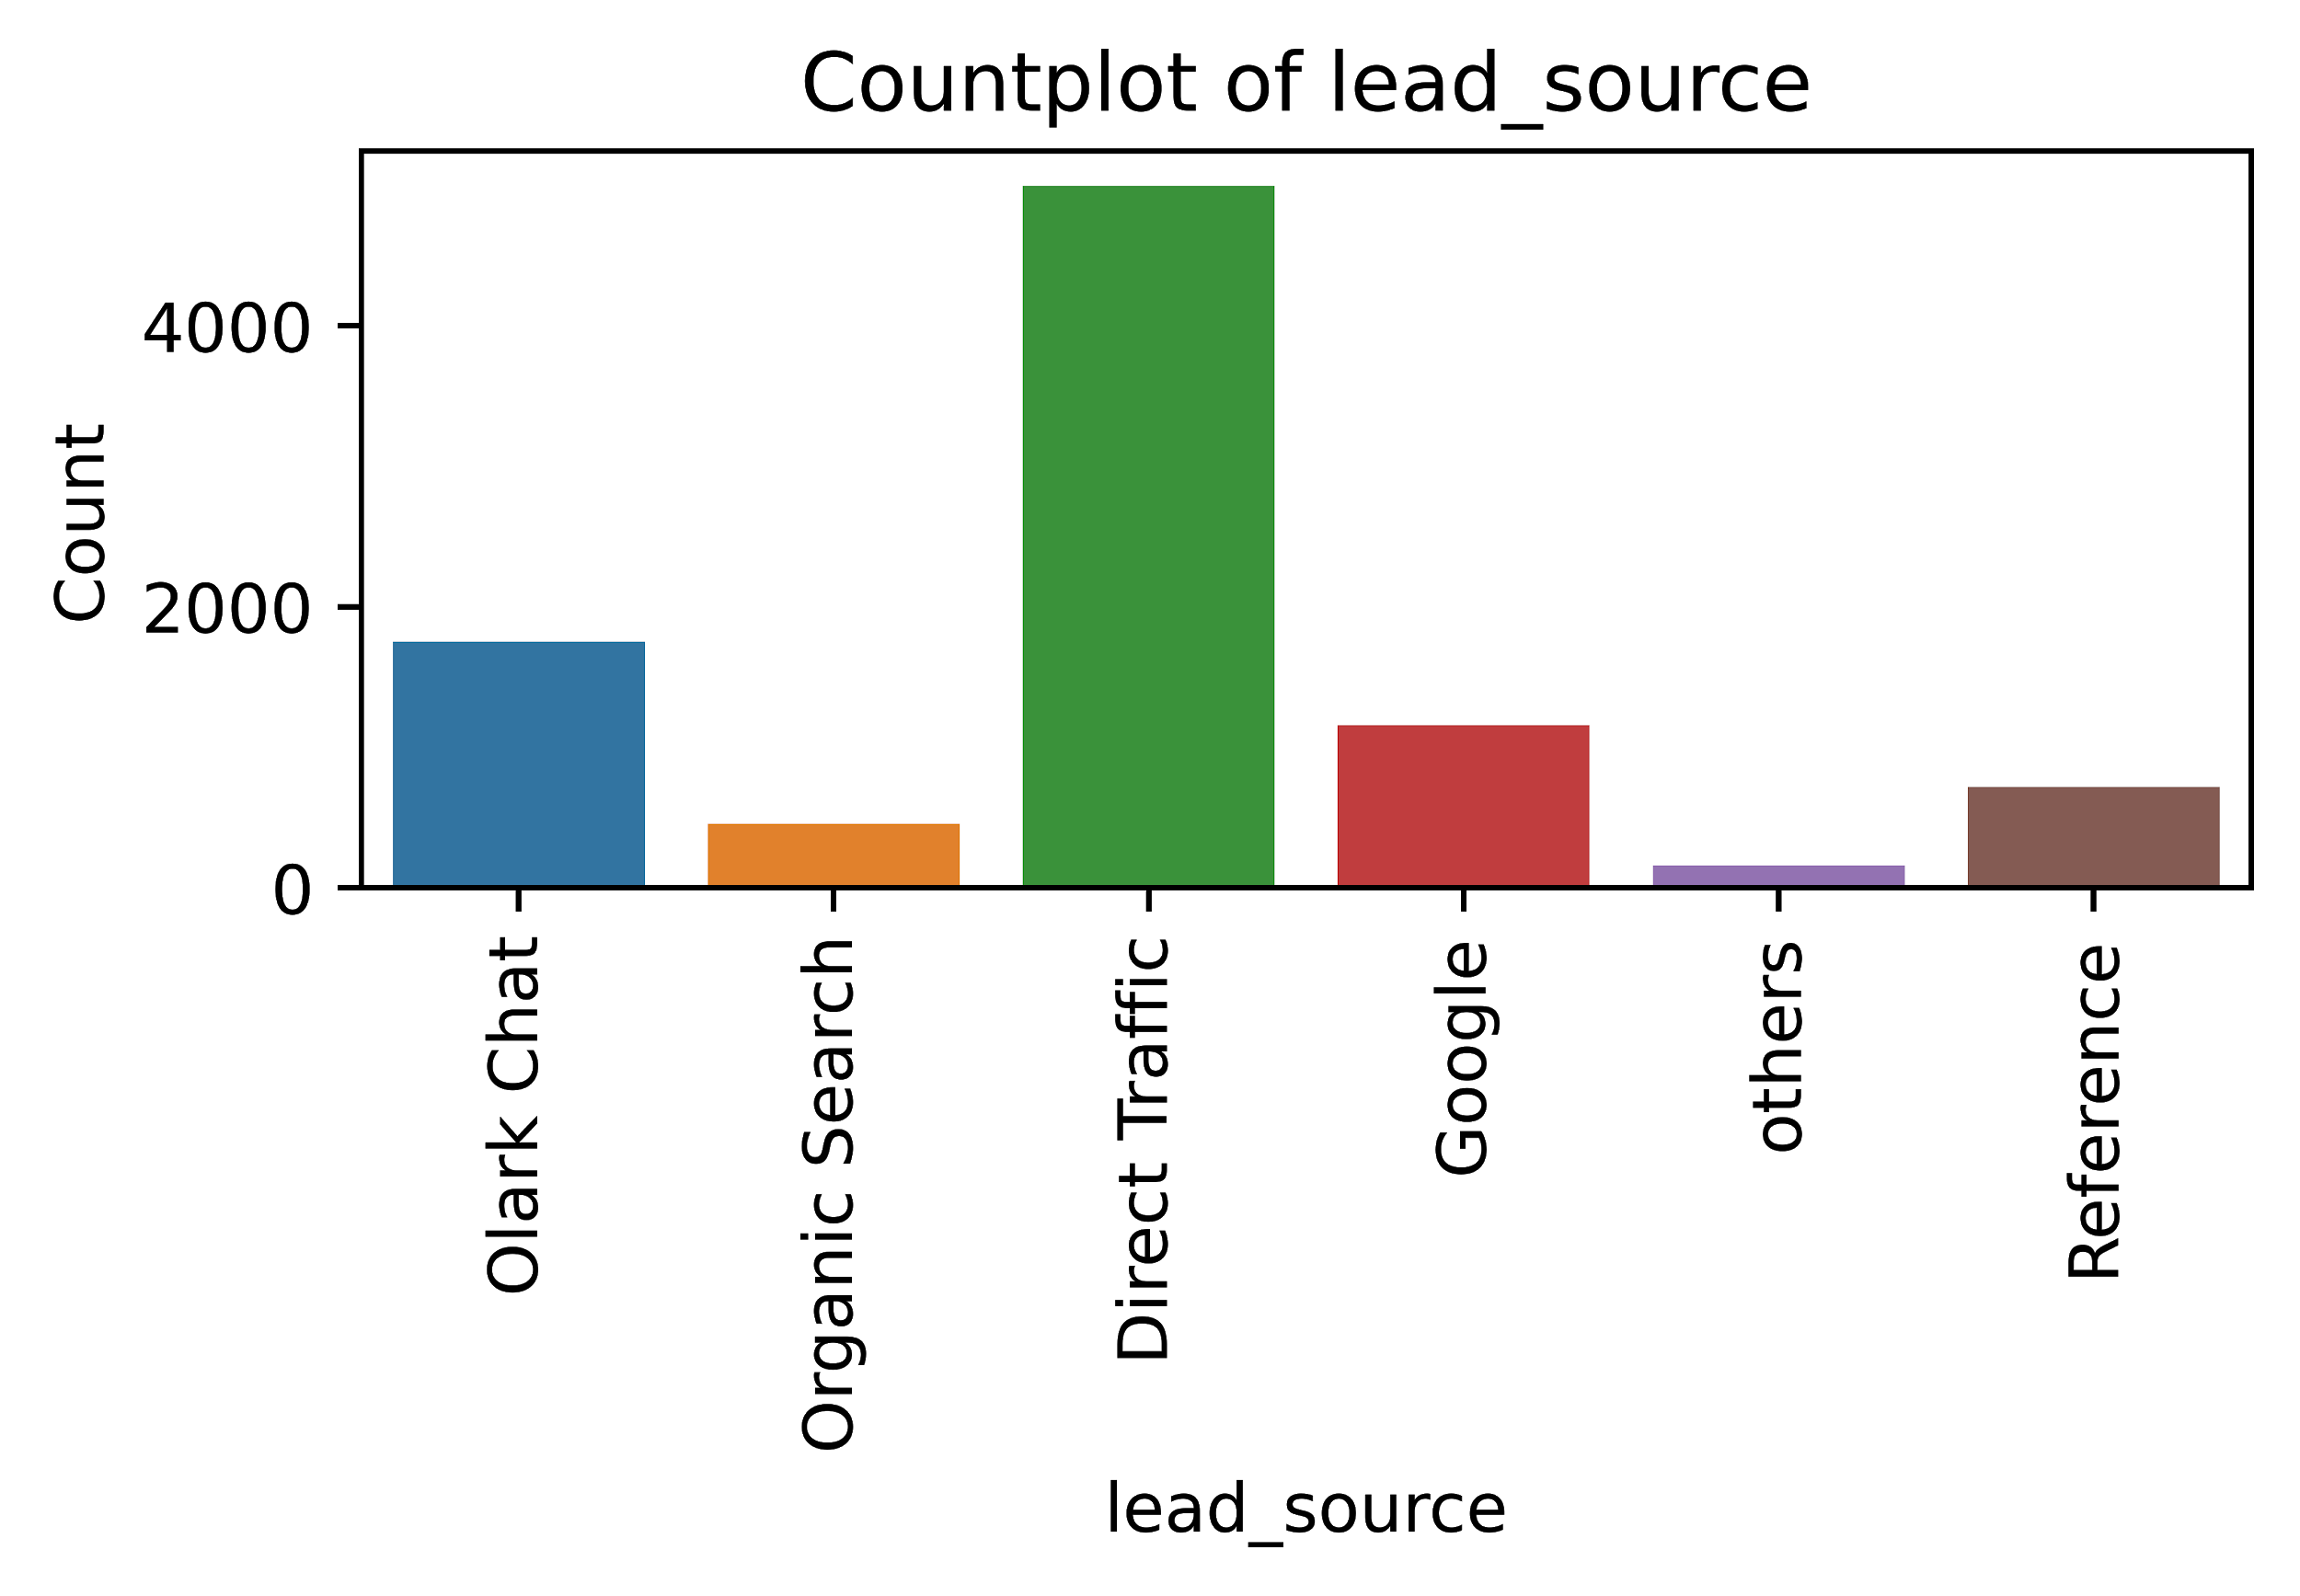 Countplot of lead_source
Count
4000
2000
0
Olark Chat
Organic Search
Direct Traffic
Google
others
Reference
lead_source